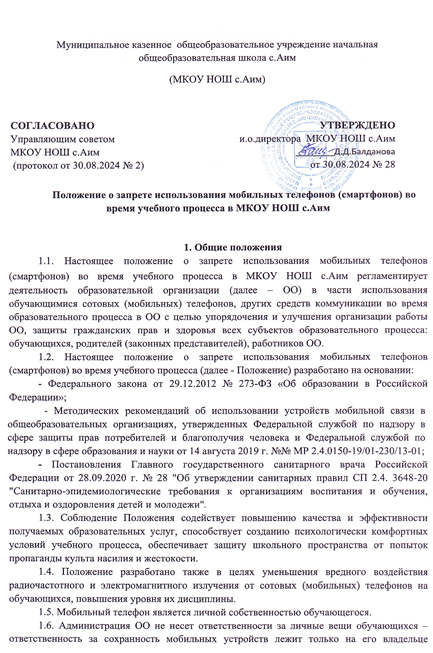 Муниципальное казенное общеобразовательное учреждение начальная
общеобразовательная школа с.Аим
(МКОУ НОШ с.Аим)
СОГЛАСОВАНО
Управляющим советом
МКОУ НОШ с.Аим
(протокол от 30.08.2024 № 2)
УТВЕРЖДЕНО
и.о.директора МКОУ НОШ с.Аим
Д.Д.Балданова
от 30.08.2024 № 28
Положение о запрете использования мобильных телефонов (смартфонов) во
время учебного процесса в МКОУ НОШ с.Аим
1. Общие положения
1.1. Настоящее положение о запрете использования мобильных телефонов
(смартфонов) во время учебного процесса в МКОУ НОШ с.Аим регламентирует
деятельность образовательной организации (далее – ОО) в части использования
обучающимися сотовых (мобильных) телефонов, других средств коммуникации во время
образовательного процесса в ОО с целью упорядочения и улучшения организации работы
ОО, защиты гражданских прав и здоровья всех субъектов образовательного процесса:
обучающихся, родителей (законных представителей), работников ОО.
1.2. Настоящее положение о запрете использования мобильных телефонов
(смартфонов) во время учебного процесса (далее - Положение) разработано на основании:
- Федерального закона от 29.12.2012 № 273-ФЗ «Об образовании в Российской
Федерации»;
- Методических рекомендаций об использовании устройств мобильной связи в
общеобразовательных организациях, утвержденных Федеральной службой по надзору в
сфере защиты прав потребителей и благополучия человека и Федеральной службой по
надзору в сфере образования и науки от 14 августа 2019 г. №№ МР 2.4.0150-19/01-230/13-01;
- Постановления Главного государственного санитарного врача Российской
Федерации от 28.09.2020 г. № 28 "Об утверждении санитарных правил СП 2.4. 3648-20
"Санитарно-эпидемиологические требования к организациям воспитания и обучения,
отдыха и оздоровления детей и молодежи".
1.3. Соблюдение Положения содействует повышению качества и эффективности
получаемых образовательных услуг, способствует созданию психологически комфортных
условий учебного процесса, обеспечивает защиту школьного пространства от попыток
пропаганды культа насилия и жестокости.
1.4. Положение разработано также в целях уменьшения вредного воздействия
радиочастотного и электромагнитного излучения от сотовых (мобильных) телефонов на
обучающихся, повышения уровня их дисциплины.
1.5. Мобильный телефон является личной собственностью обучающегося.
1.6. Администрация ОО не несет ответственности за личные вещи обучающихся –
ответственность за сохранность мобильных устройств лежит только на его владельце